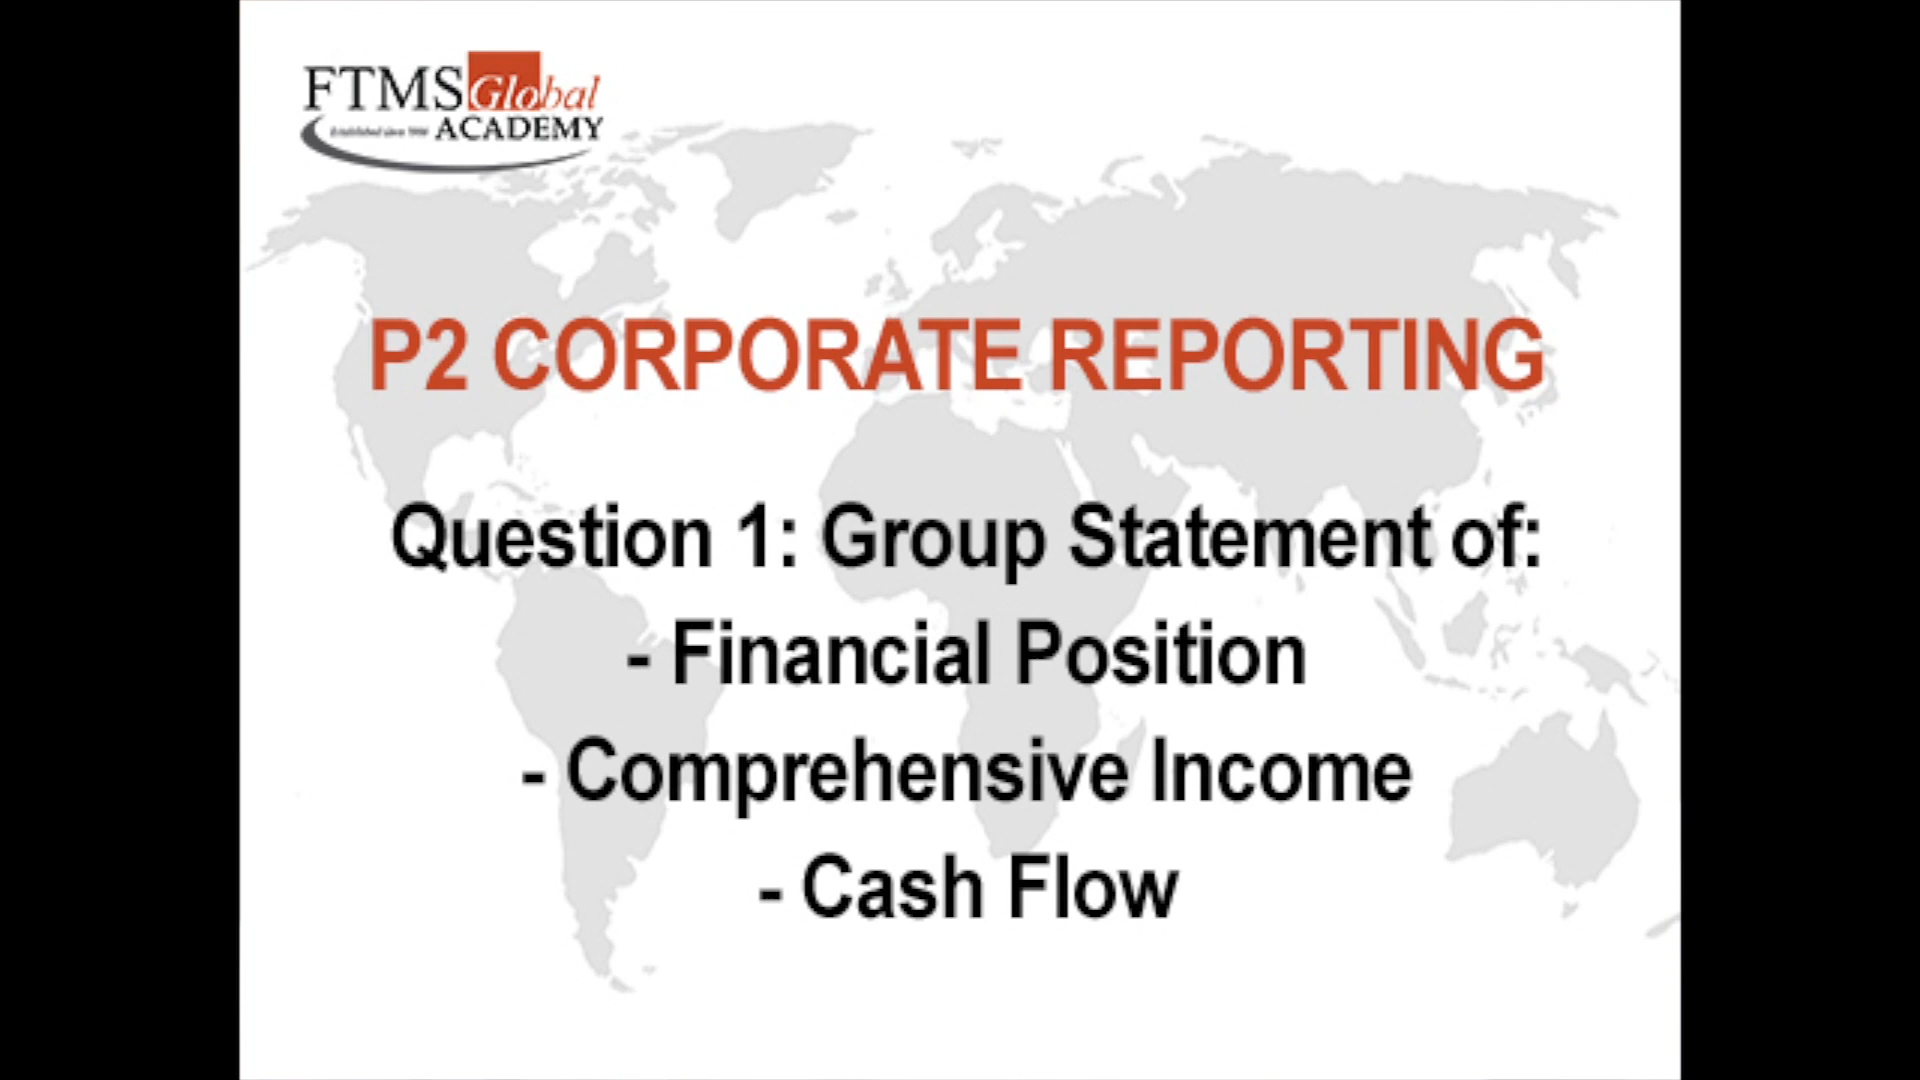 FTMS Global
ACADEMY
P2 CORPORATE REPORTING
Question 1: Group Statement of:
- Financial Position
- Comprehensive Income
- Cash Flow